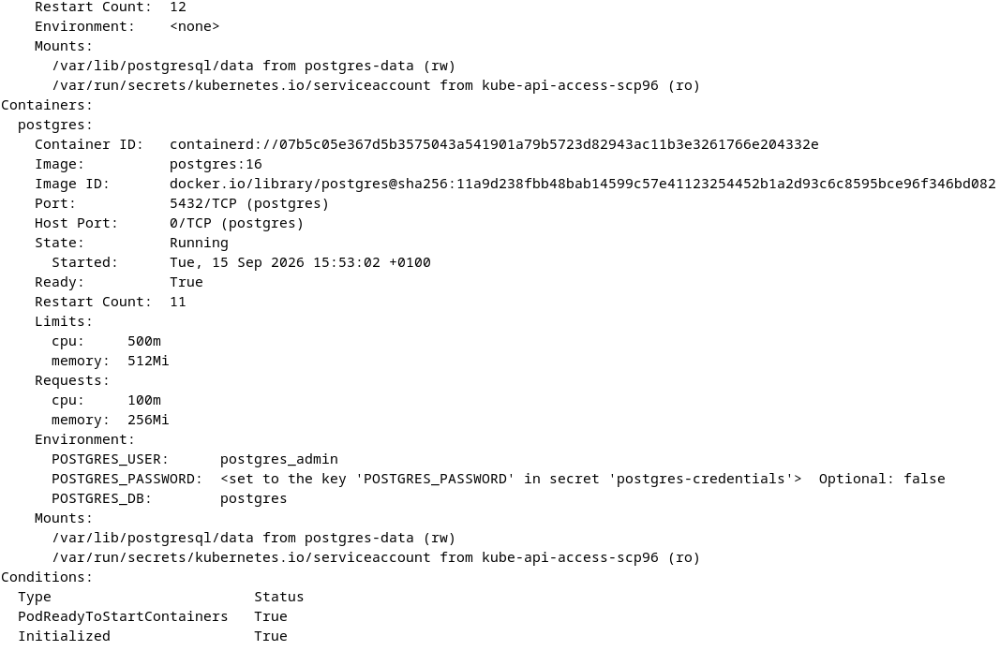 Restart Count:  12
Environment:    <none>
Mounts:
/var/lib/postgresql/data from postgres-data (rw)
/var/run/secrets/kubernetes.io/serviceaccount from kube-api-access-scp96 (ro)
Containers:
postgres:
Container ID:   containerd://07b5c05e367d5b3575043a541901a79b5723d82943ac11b3e3261766e204332e
Image:          postgres:16
Image ID:       docker.io/library/postgres@sha256:11a9d238fbb48bab14599c57e41123254452b1a2d93c6c8595bce96f346bd082
Port:           5432/TCP (postgres)
Host Port:      0/TCP (postgres)
State:          Running
Started:      Tue, 15 Sep 2026 15:53:02 +0100
Ready:          True
Restart Count:  11
Limits:
cpu:     500m
memory:  512Mi
Requests:
cpu:     100m
memory:  256Mi
Environment:
POSTGRES_USER:      postgres_admin
POSTGRES_PASSWORD:  <set to the key 'POSTGRES_PASSWORD' in secret 'postgres-credentials'>  Optional: false
POSTGRES_DB:        postgres
Mounts:
/var/lib/postgresql/data from postgres-data (rw)
/var/run/secrets/kubernetes.io/serviceaccount from kube-api-access-scp96 (ro)
Conditions:
Type                        Status
PodReadyToStartContainers   True
Initialized                 True